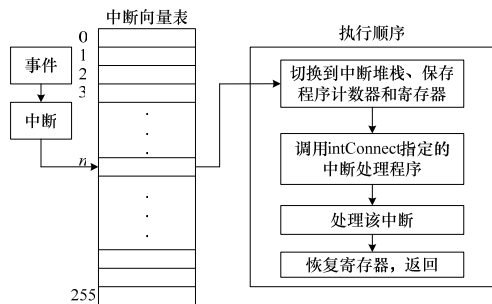 中断向量表
0
1
2
3
n
255
事件
中断
执行顺序
切换到中断堆栈、保存
程序计数器和寄存器
调用intConnect指定的
中断处理程序
处理该中断
恢复寄存器，返回